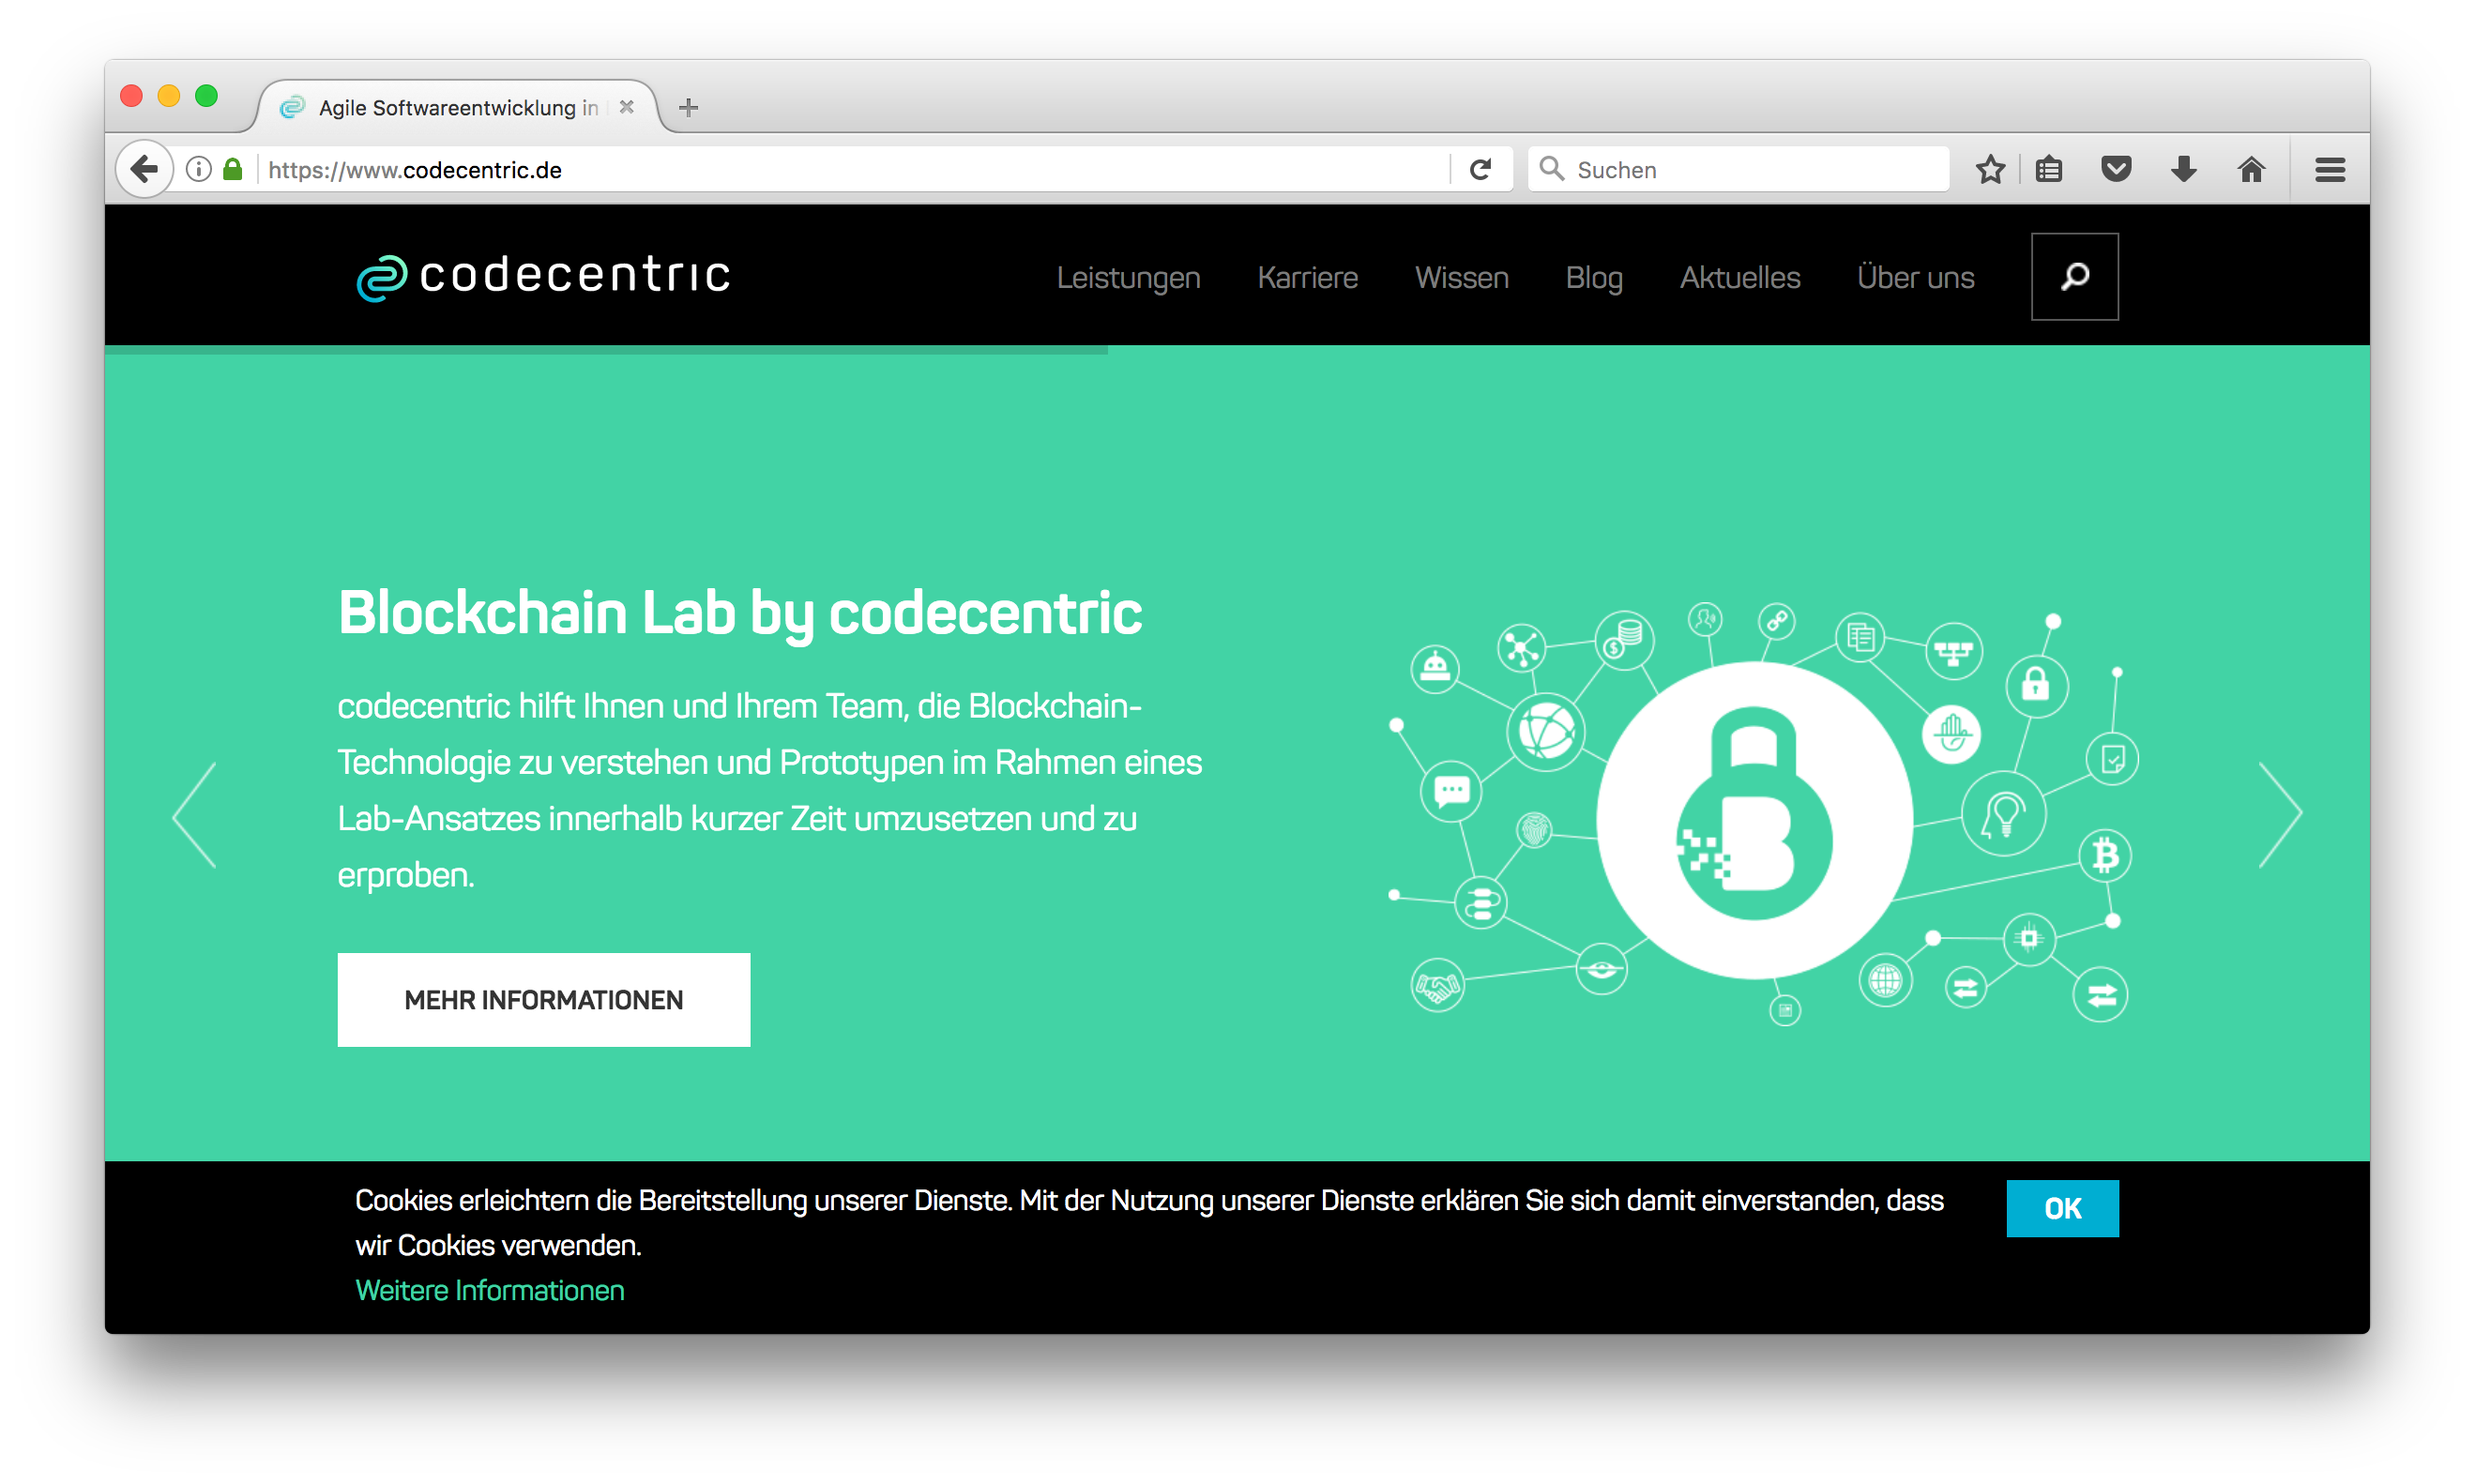 Agile Softwareentwicklung in
https://www.codecentric.de
Suchen
codecentric
Leistungen Karriere Wissen Blog Aktuelles Über uns
Blockchain Lab by codecentric
codecentric hilft Ihnen und Ihrem Team, die Blockchain-
Technologie zu verstehen und Prototypen im Rahmen eines
Lab-Ansatzes innerhalb kurzer Zeit umzusetzen und zu
erproben.
MEHR INFORMATIONEN
B
Cookies erleichtern die Bereitstellung unserer Dienste. Mit der Nutzung unserer Dienste erklären Sie sich damit einverstanden, dass
wir Cookies verwenden.
OK
Weitere Informationen